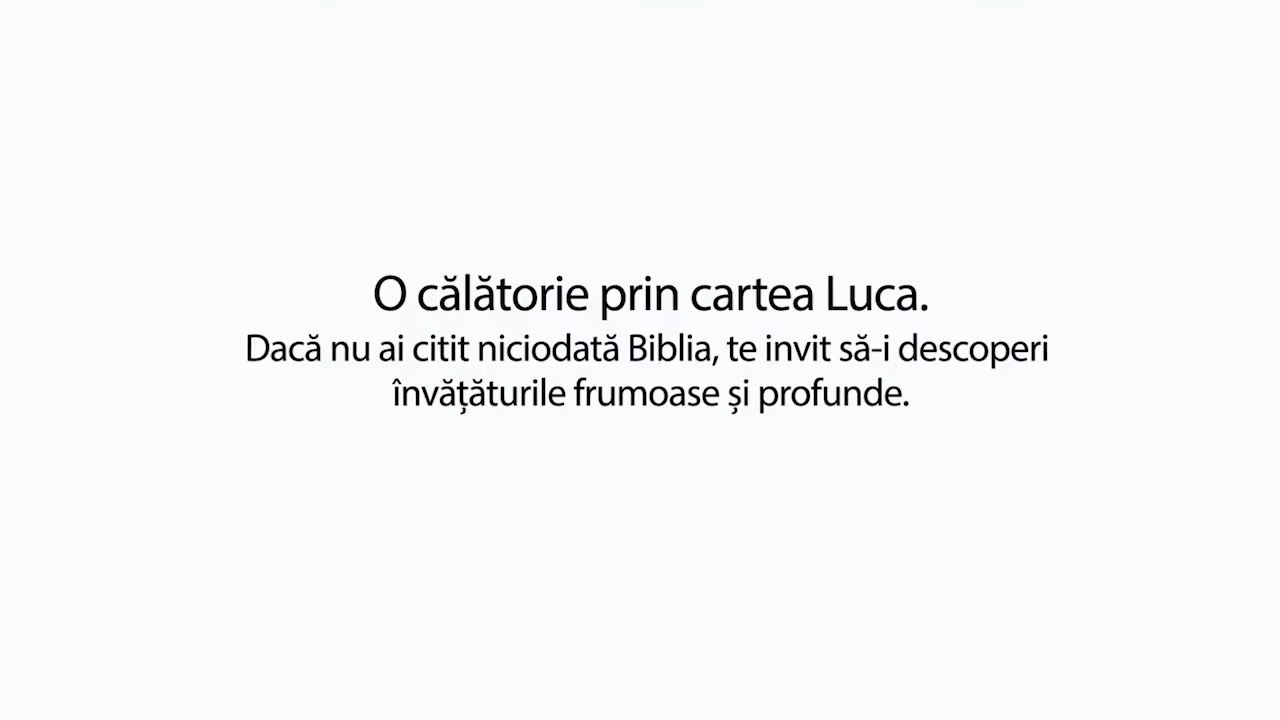 O călătorie prin cartea Luca.
Dacă nu ai citit niciodată Biblia, te invit să-i descoperi
învățăturile frumoase și profunde.